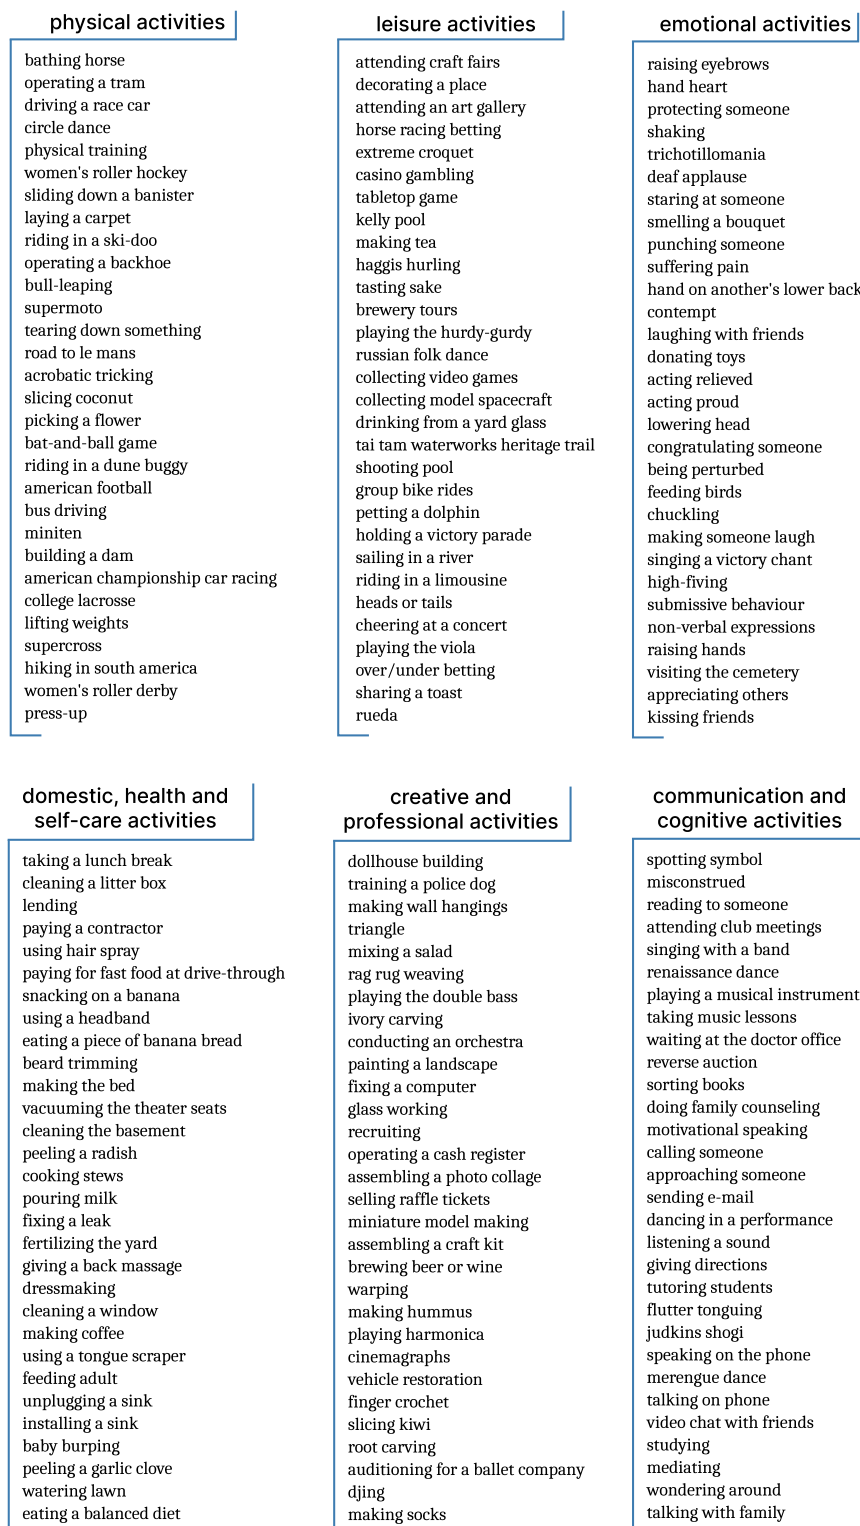 physical activities
bathing horse
operating a tram
driving a race car
circle dance
physical training
women's roller hockey
sliding down a banister
laying a carpet
riding in a ski-doo
operating a backhoe
bull-leaping
supermoto
tearing down something
road to le mans
acrobatic tricking
slicing coconut
picking a flower
bat-and-ball game
riding in a dune buggy
american football
bus driving
miniten
building a dam
american championship car racing
college lacrosse
lifting weights
supercross
hiking in south america
women's roller derby
press-up
leisure activities
attending craft fairs
decorating a place
attending an art gallery
horse racing betting
extreme croquet
casino gambling
tabletop game
kelly pool
making tea
haggis hurling
tasting sake
brewery tours
playing the hurdy-gurdy
russian folk dance
collecting video games
collecting model spacecraft
drinking from a yard glass
tai tam waterworks heritage trail
shooting pool
group bike rides
petting a dolphin
holding a victory parade
sailing in a river
riding in a limousine
heads or tails
cheering at a concert
playing the viola
over/under betting
sharing a toast
rueda
emotional activities
raising eyebrows
hand heart
protecting someone
shaking
trichotillomania
deaf applause
staring at someone
smelling a bouquet
punching someone
suffering pain
hand on another's lower back
contempt
laughing with friends
donating toys
acting relieved
acting proud
lowering head
congratulating someone
being perturbed
feeding birds
chuckling
making someone laugh
singing a victory chant
high-fiving
submissive behaviour
non-verbal expressions
raising hands
visiting the cemetery
appreciating others
kissing friends
domestic, health and
self-care activities
taking a lunch break
cleaning a litter box
lending
paying a contractor
using hair spray
paying for fast food at drive-through
snacking on a banana
using a headband
eating a piece of banana bread
beard trimming
making the bed
vacuuming the theater seats
cleaning the basement
peeling a radish
cooking stews
pouring milk
fixing a leak
fertilizing the yard
giving a back massage
dressmaking
cleaning a window
making coffee
using a tongue scraper
feeding adult
unplugging a sink
installing a sink
baby burping
peeling a garlic clove
watering lawn
eating a balanced diet
creative and
professional activities
dollhouse building
training a police dog
making wall hangings
triangle
mixing a salad
rag rug weaving
playing the double bass
ivory carving
conducting an orchestra
painting a landscape
fixing a computer
glass working
recruiting
operating a cash register
assembling a photo collage
selling raffle tickets
miniature model making
assembling a craft kit
brewing beer or wine
warping
making hummus
playing harmonica
cinemagraphs
vehicle restoration
finger crochet
slicing kiwi
root carving
auditioning for a ballet company
djing
making socks
communication and
cognitive activities
spotting symbol
misconstrued
reading to someone
attending club meetings
singing with a band
renaissance dance
playing a musical instrument
taking music lessons
waiting at the doctor office
reverse auction
sorting books
doing family counseling
motivational speaking
calling someone
approaching someone
sending e-mail
dancing in a performance
listening a sound
giving directions
tutoring students
flutter tonguing
judkins shogi
speaking on the phone
merengue dance
talking on phone
video chat with friends
studying
mediating
wondering around
talking with family